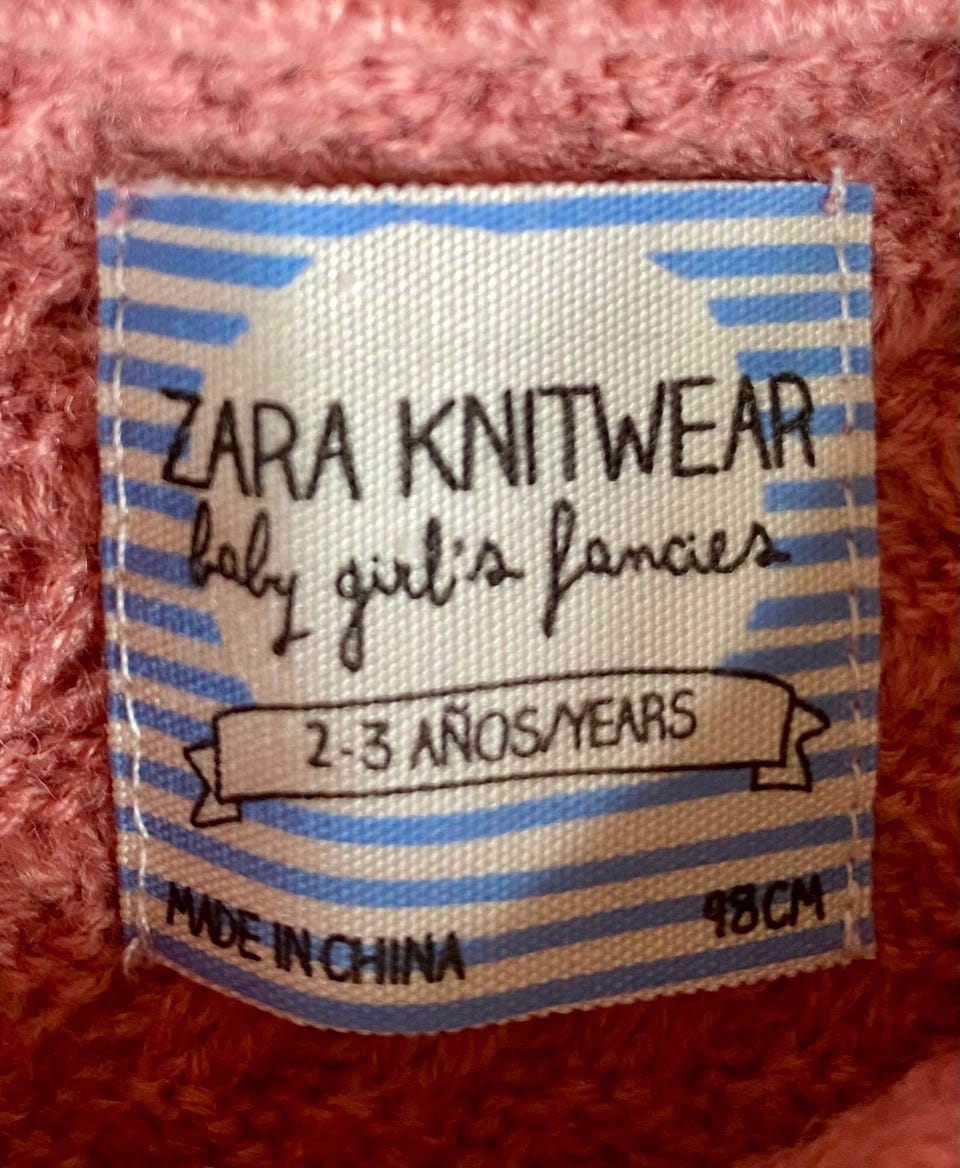 ZARA KNITWEAR
baby girl's fancies
2-3 AÑOS/YEARS
MADE IN CHINA
98CM